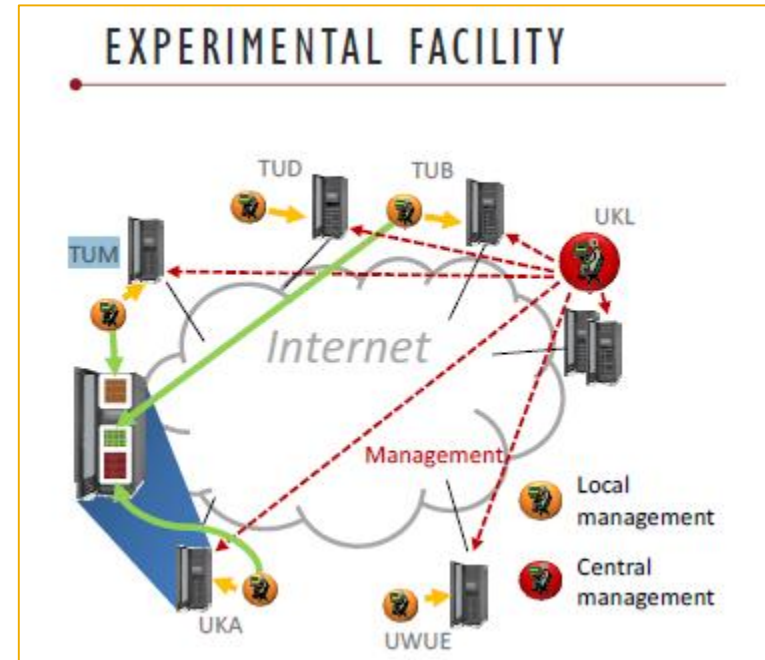 EXPERIMENTAL FACILITY
TUD
TUB
UKL
TUM
Internet
Management
Local
management
Central
management
UKA
UWUE